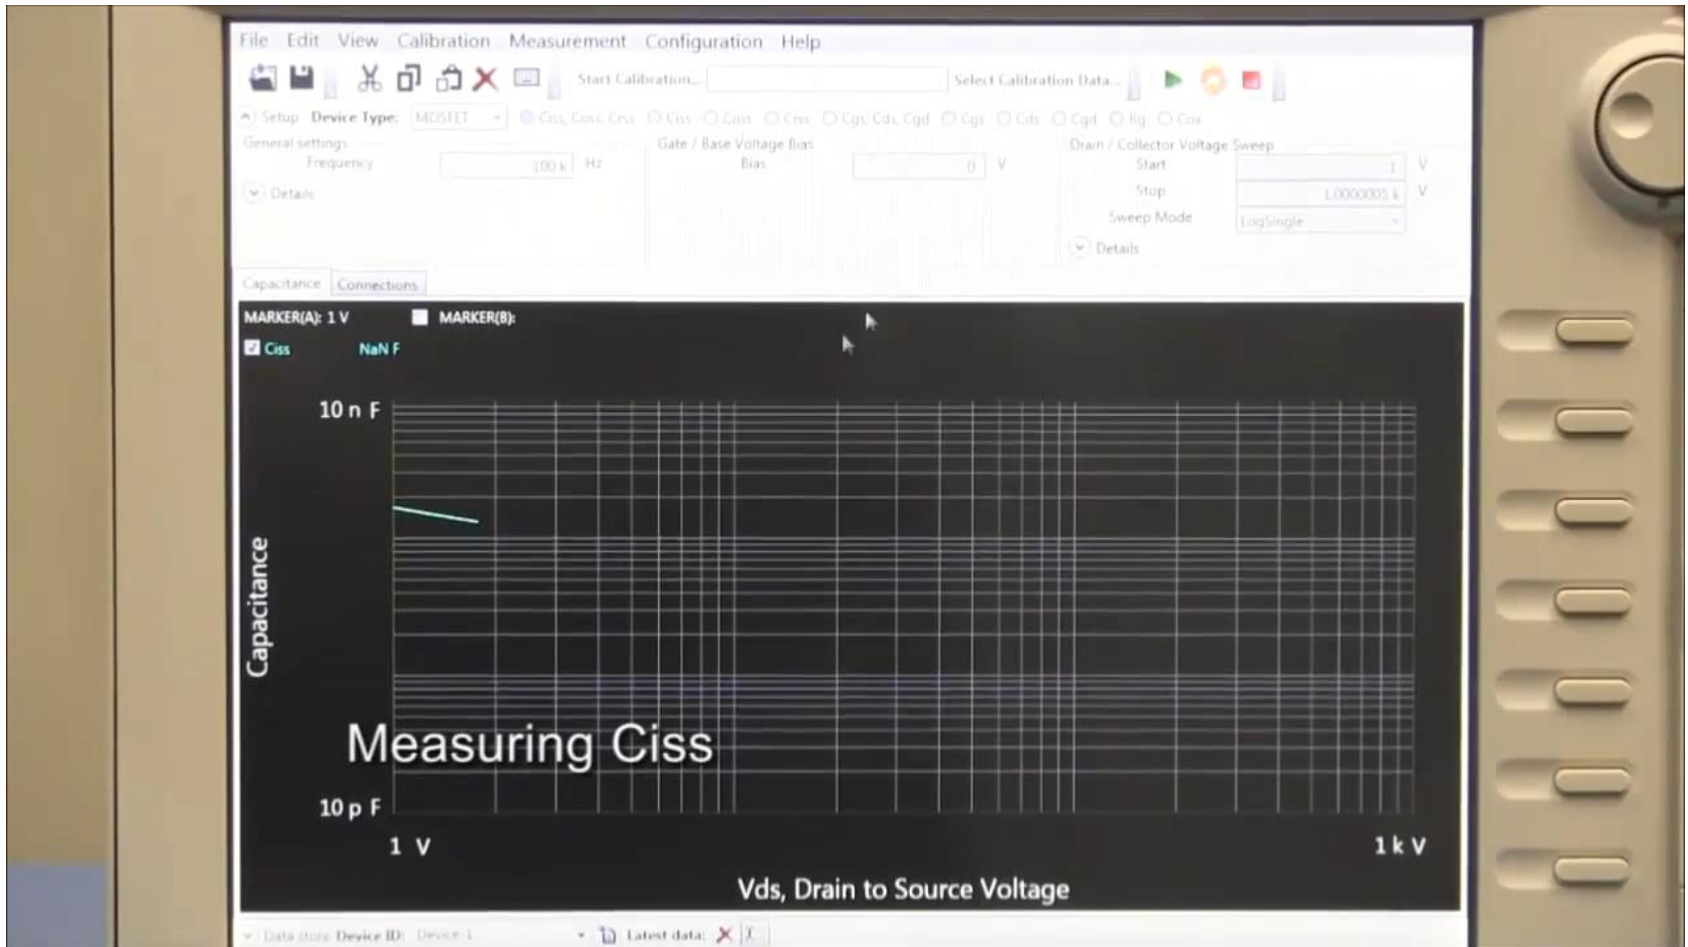 File Edit View Calibration Measurement Configuration Help
Start Calibration... Select Calibration Data...
Setup Device Type: MOSFET Ciss, Coss, Crss Ciss Coss Crss Cgs, Cds, Cgd Cgs Cds Cgd Rg
General settings Gate / Base Voltage Bias Drain / Collector Voltage Sweep
Frequency 100 k Hz Bias 0 V Start 1 V
Details Stop 1.0000005 k V
Sweep Mode LogSingle
Details
Capacitance Connections
MARKER(A): 1 V MARKER(B):
Ciss NaN F
10 n F
Capacitance
Measuring Ciss
10 p F
1 V 1 k V
Vds, Drain to Source Voltage
Data store Device ID: Device 1 Latest data: